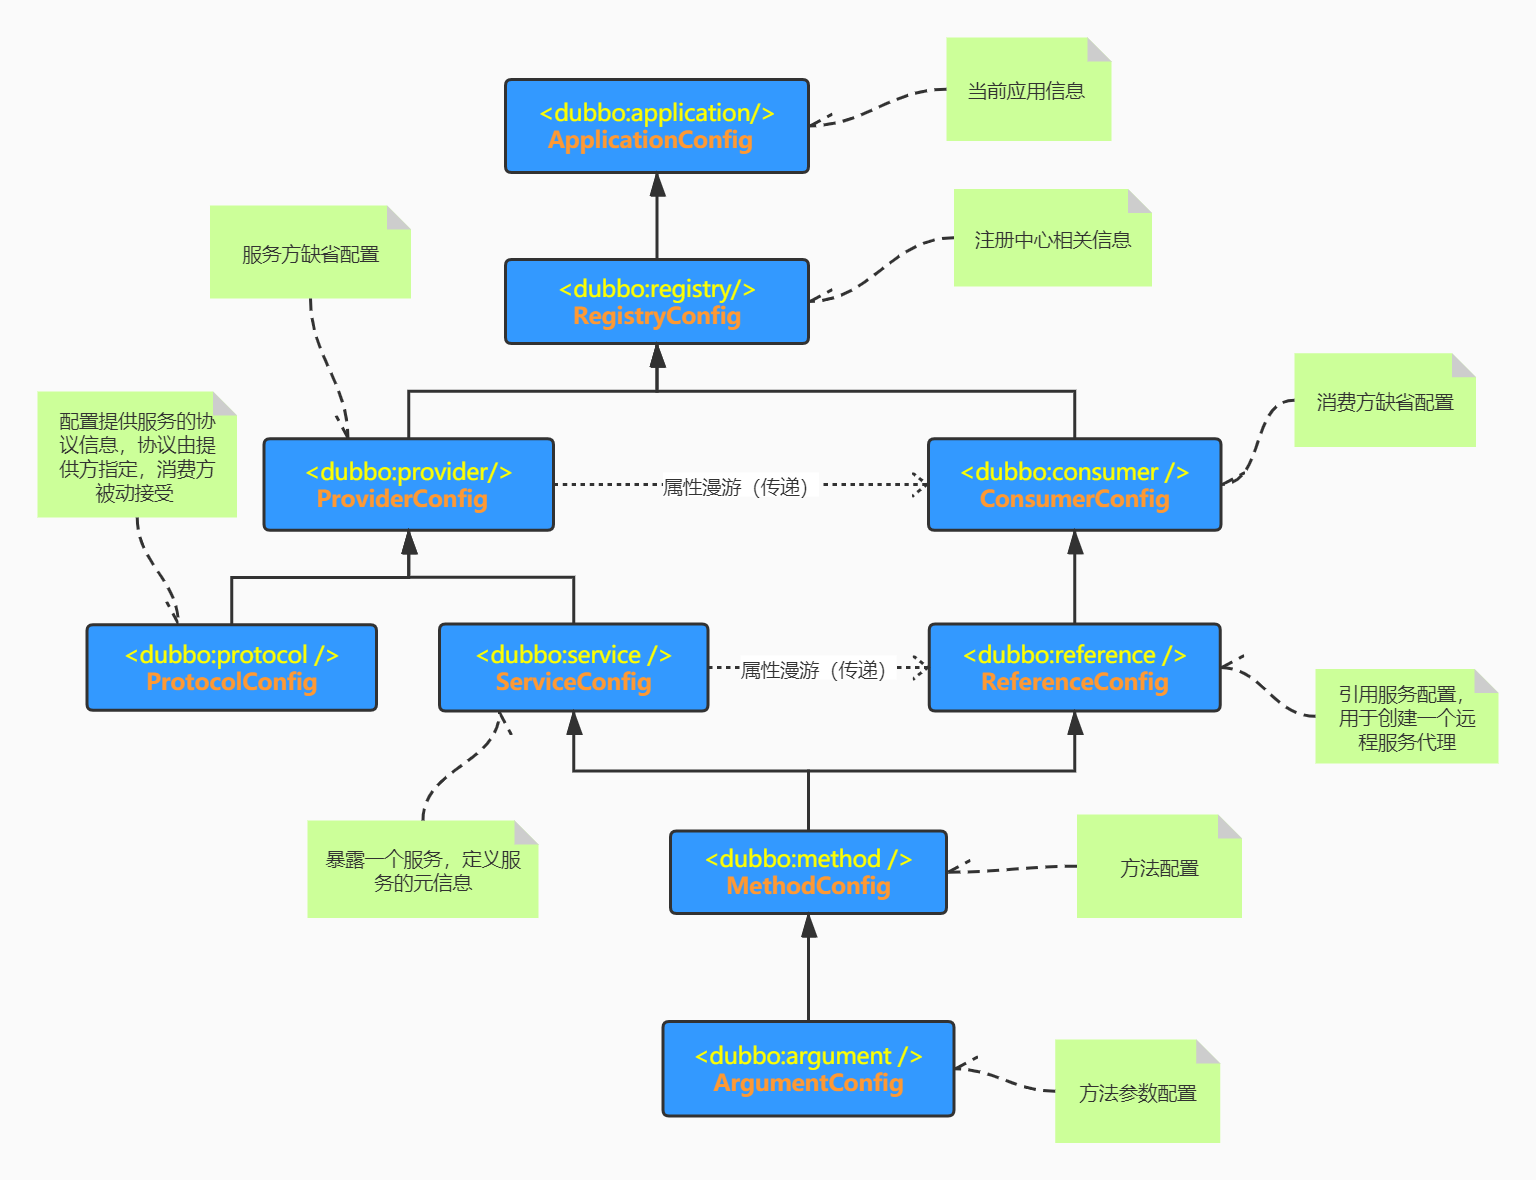 当前应用信息
<dubbo:application/>
ApplicationConfig
注册中心相关信息
服务方缺省配置
<dubbo:registry/>
RegistryConfig
消费方缺省配置
配置提供服务的协
议信息，协议由提
供方指定，消费方
被动接受
<dubbo:provider/>
ProviderConfig
属性漫游（传递）
<dubbo:consumer />
ConsumerConfig
<dubbo:protocol />
ProtocolConfig
<dubbo:service />
ServiceConfig
属性漫游（传递）
<dubbo:reference />
ReferenceConfig
引用服务配置，
用于创建一个远
程服务代理
暴露一个服务，定义服
务的元信息
<dubbo:method />
MethodConfig
方法配置
<dubbo:argument />
ArgumentConfig
方法参数配置